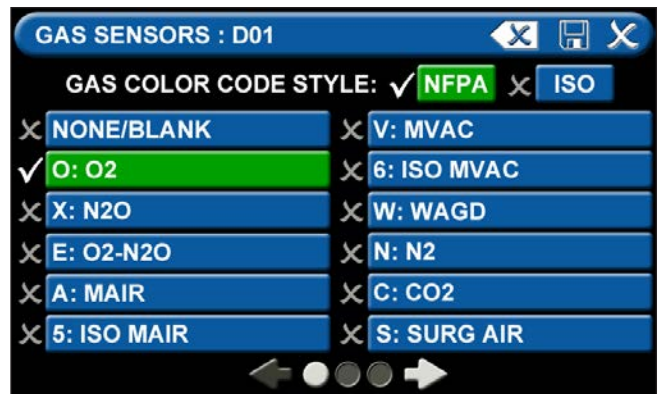 GAS SENSORS : D01
GAS COLOR CODE STYLE: NFPA ISO
NONE/BLANK
V: MVAC
O: O2
6: ISO MVAC
X: N2O
W: WAGD
E: O2-N2O
N: N2
A: MAIR
C: CO2
5: ISO MAIR
S: SURG AIR